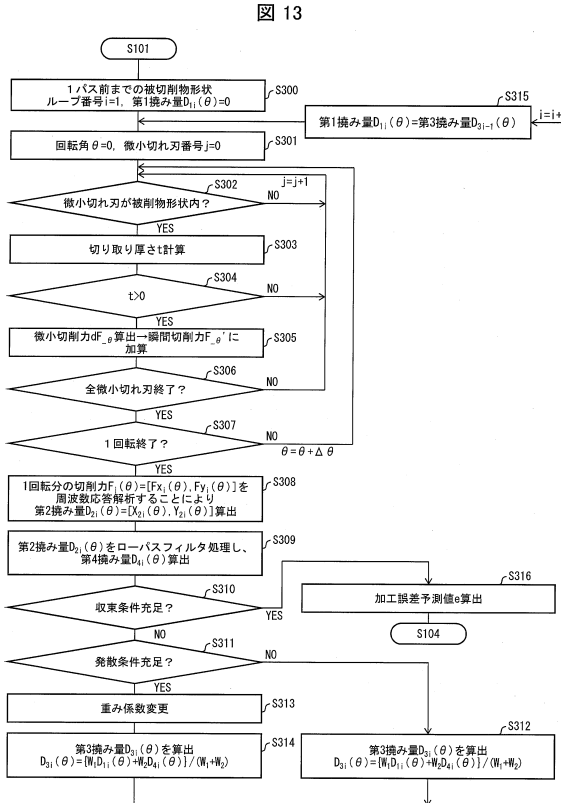 図 13
S101
1パス前までの被切削物形状
ループ番号i=1, 第1撓み量D₁ᵢ(θ)=0
S300
S315
第1撓み量D₁ᵢ(θ)=第3撓み量D₃ᵢ₋₁(θ)
i=i+
回転角θ=0, 微小切れ刃番号j=0
S301
j=j+1
S302
微小切れ刃が被削物形状内?
NO
YES
切り取り厚さt計算
S303
S304
t>0
NO
YES
微小切削力dF_θ算出→瞬間切削力F_θ'に
加算
S305
S306
全微小切れ刃終了?
NO
YES
S307
1回転終了?
NO
θ=θ+Δθ
YES
1回転分の切削力Fᵢ(θ)=[Fxᵢ(θ),Fyᵢ(θ)]を
周波数応答解析することにより
第2撓み量D₂ᵢ(θ)=[X₂ᵢ(θ),Y₂ᵢ(θ)]算出
S308
第2撓み量D₂ᵢ(θ)をローパスフィルタ処理し、
第4撓み量D₄ᵢ(θ)算出
S309
S310
収束条件充足?
YES
S316
加工誤差予測値e算出
S104
NO
S311
発散条件充足?
NO
YES
重み係数変更
S313
第3撓み量D₃ᵢ(θ)を算出
D₃ᵢ(θ)={W₁D₁ᵢ(θ)+W₂D₄ᵢ(θ)}/(W₁+W₂)
S314
S312
第3撓み量D₃ᵢ(θ)を算出
D₃ᵢ(θ)={W₁D₁ᵢ(θ)+W₂D₄ᵢ(θ)}/(W₁+W₂)